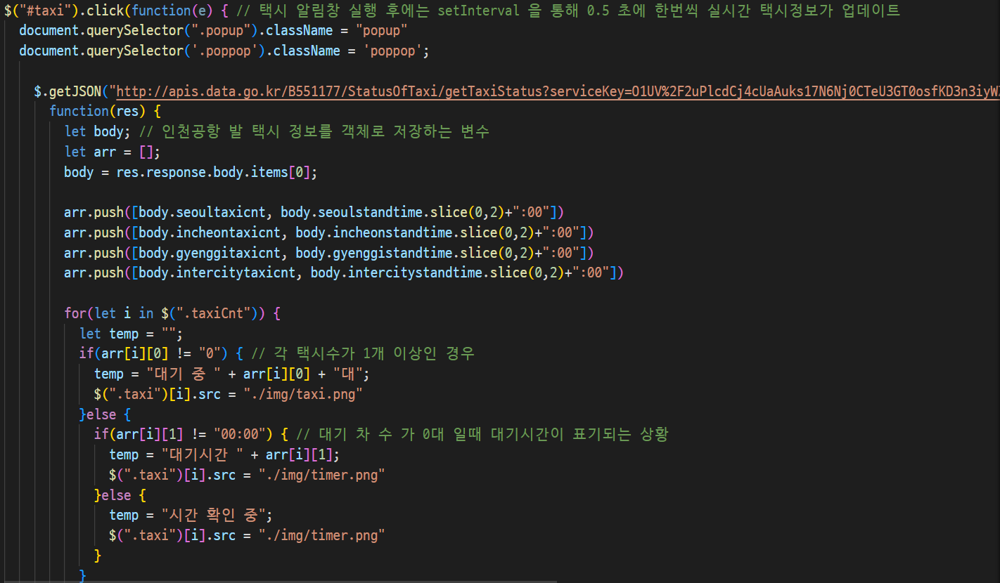 $("#taxi").click(function(e) { // 택시 알림창 실행 후에는 setInterval 을 통해 0.5 초에 한번씩 실시간 택시정보가 업데이트
document.querySelector(".popup").className = "popup"
document.querySelector('.poppop').className = 'poppop';
$.getJSON("http://apis.data.go.kr/B551177/StatusOfTaxi/getTaxiStatus?serviceKey=O1UV%2F2uPlcdCj4cUaAuks17N6Nj0CTeU3GT0osfKD3n3iyW
function(res) {
let body; // 인천공항 발 택시 정보를 객체로 저장하는 변수
let arr = [];
body = res.response.body.items[0];
arr.push([body.seoultaxicnt, body.seoulstandtime.slice(0,2)+":00"])
arr.push([body.incheontaxicnt, body.incheonstandtime.slice(0,2)+":00"])
arr.push([body.gyenggitaxicnt, body.gyenggistandtime.slice(0,2)+":00"])
arr.push([body.intercitytaxicnt, body.intercitystandtime.slice(0,2)+":00"])
for(let i in $(".taxiCnt")) {
let temp = "";
if(arr[i][0] != "0") { // 각 택시수가 1개 이상인 경우
temp = "대기 중 " + arr[i][0] + "대";
$(".taxi")[i].src = "./img/taxi.png"
}else {
if(arr[i][1] != "00:00") { // 대기 차 수 가 0대 일때 대기시간이 표기되는 상황
temp = "대기시간 " + arr[i][1];
$(".taxi")[i].src = "./img/timer.png"
}else {
temp = "시간 확인 중";
$(".taxi")[i].src = "./img/timer.png"
}
}